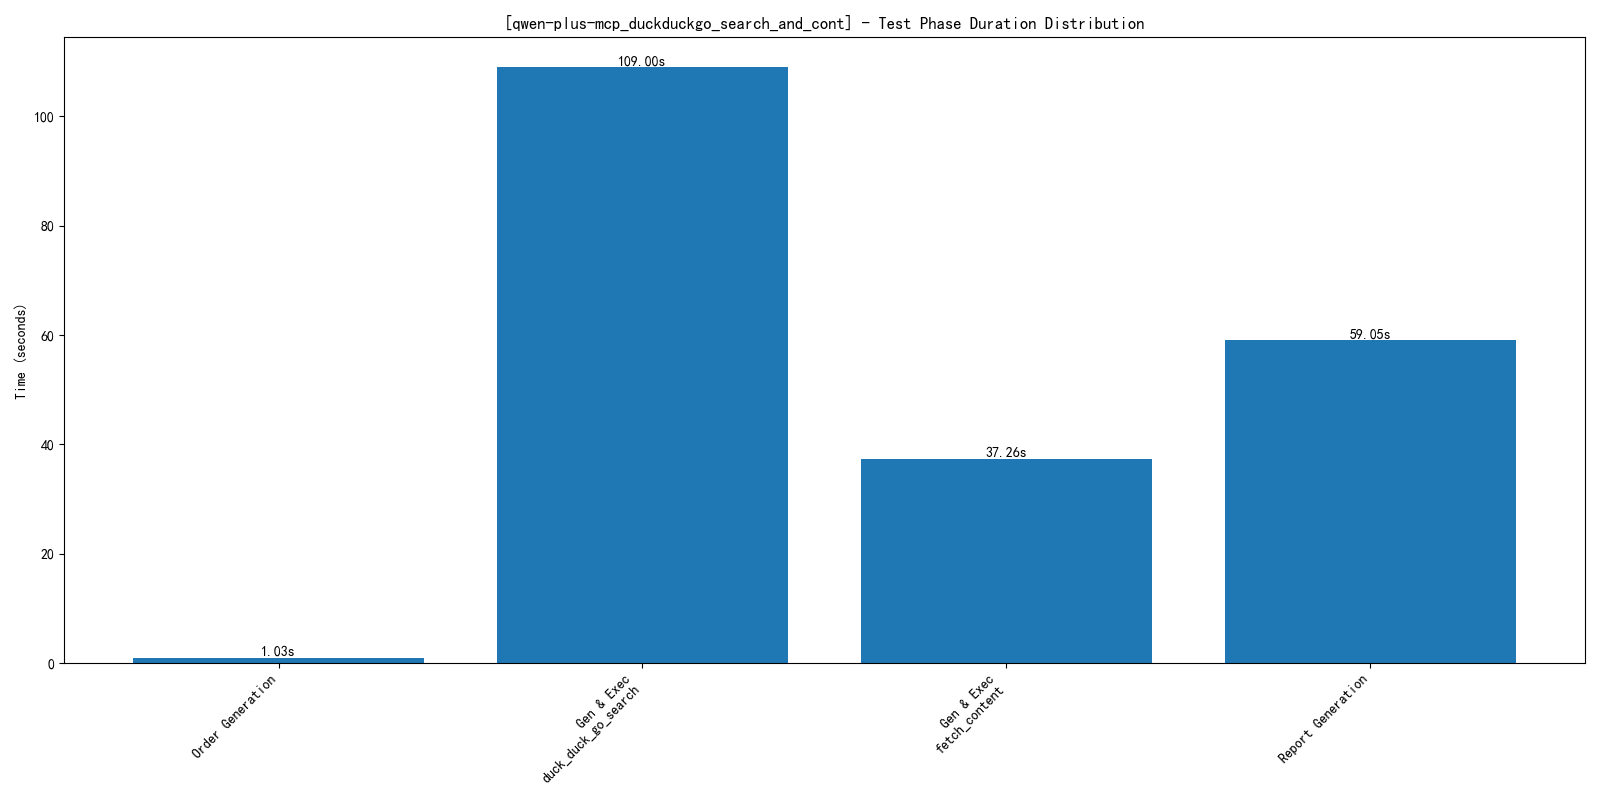 [qwen-plus-mcp_duckduckgo_search_and_cont] - Test Phase Duration Distribution
Time (seconds)
100
80
60
40
20
0
1.03s
109.00s
37.26s
59.05s
Order Generation
Gen & Exec
duck_duck_go_search
Gen & Exec
fetch_content
Report Generation